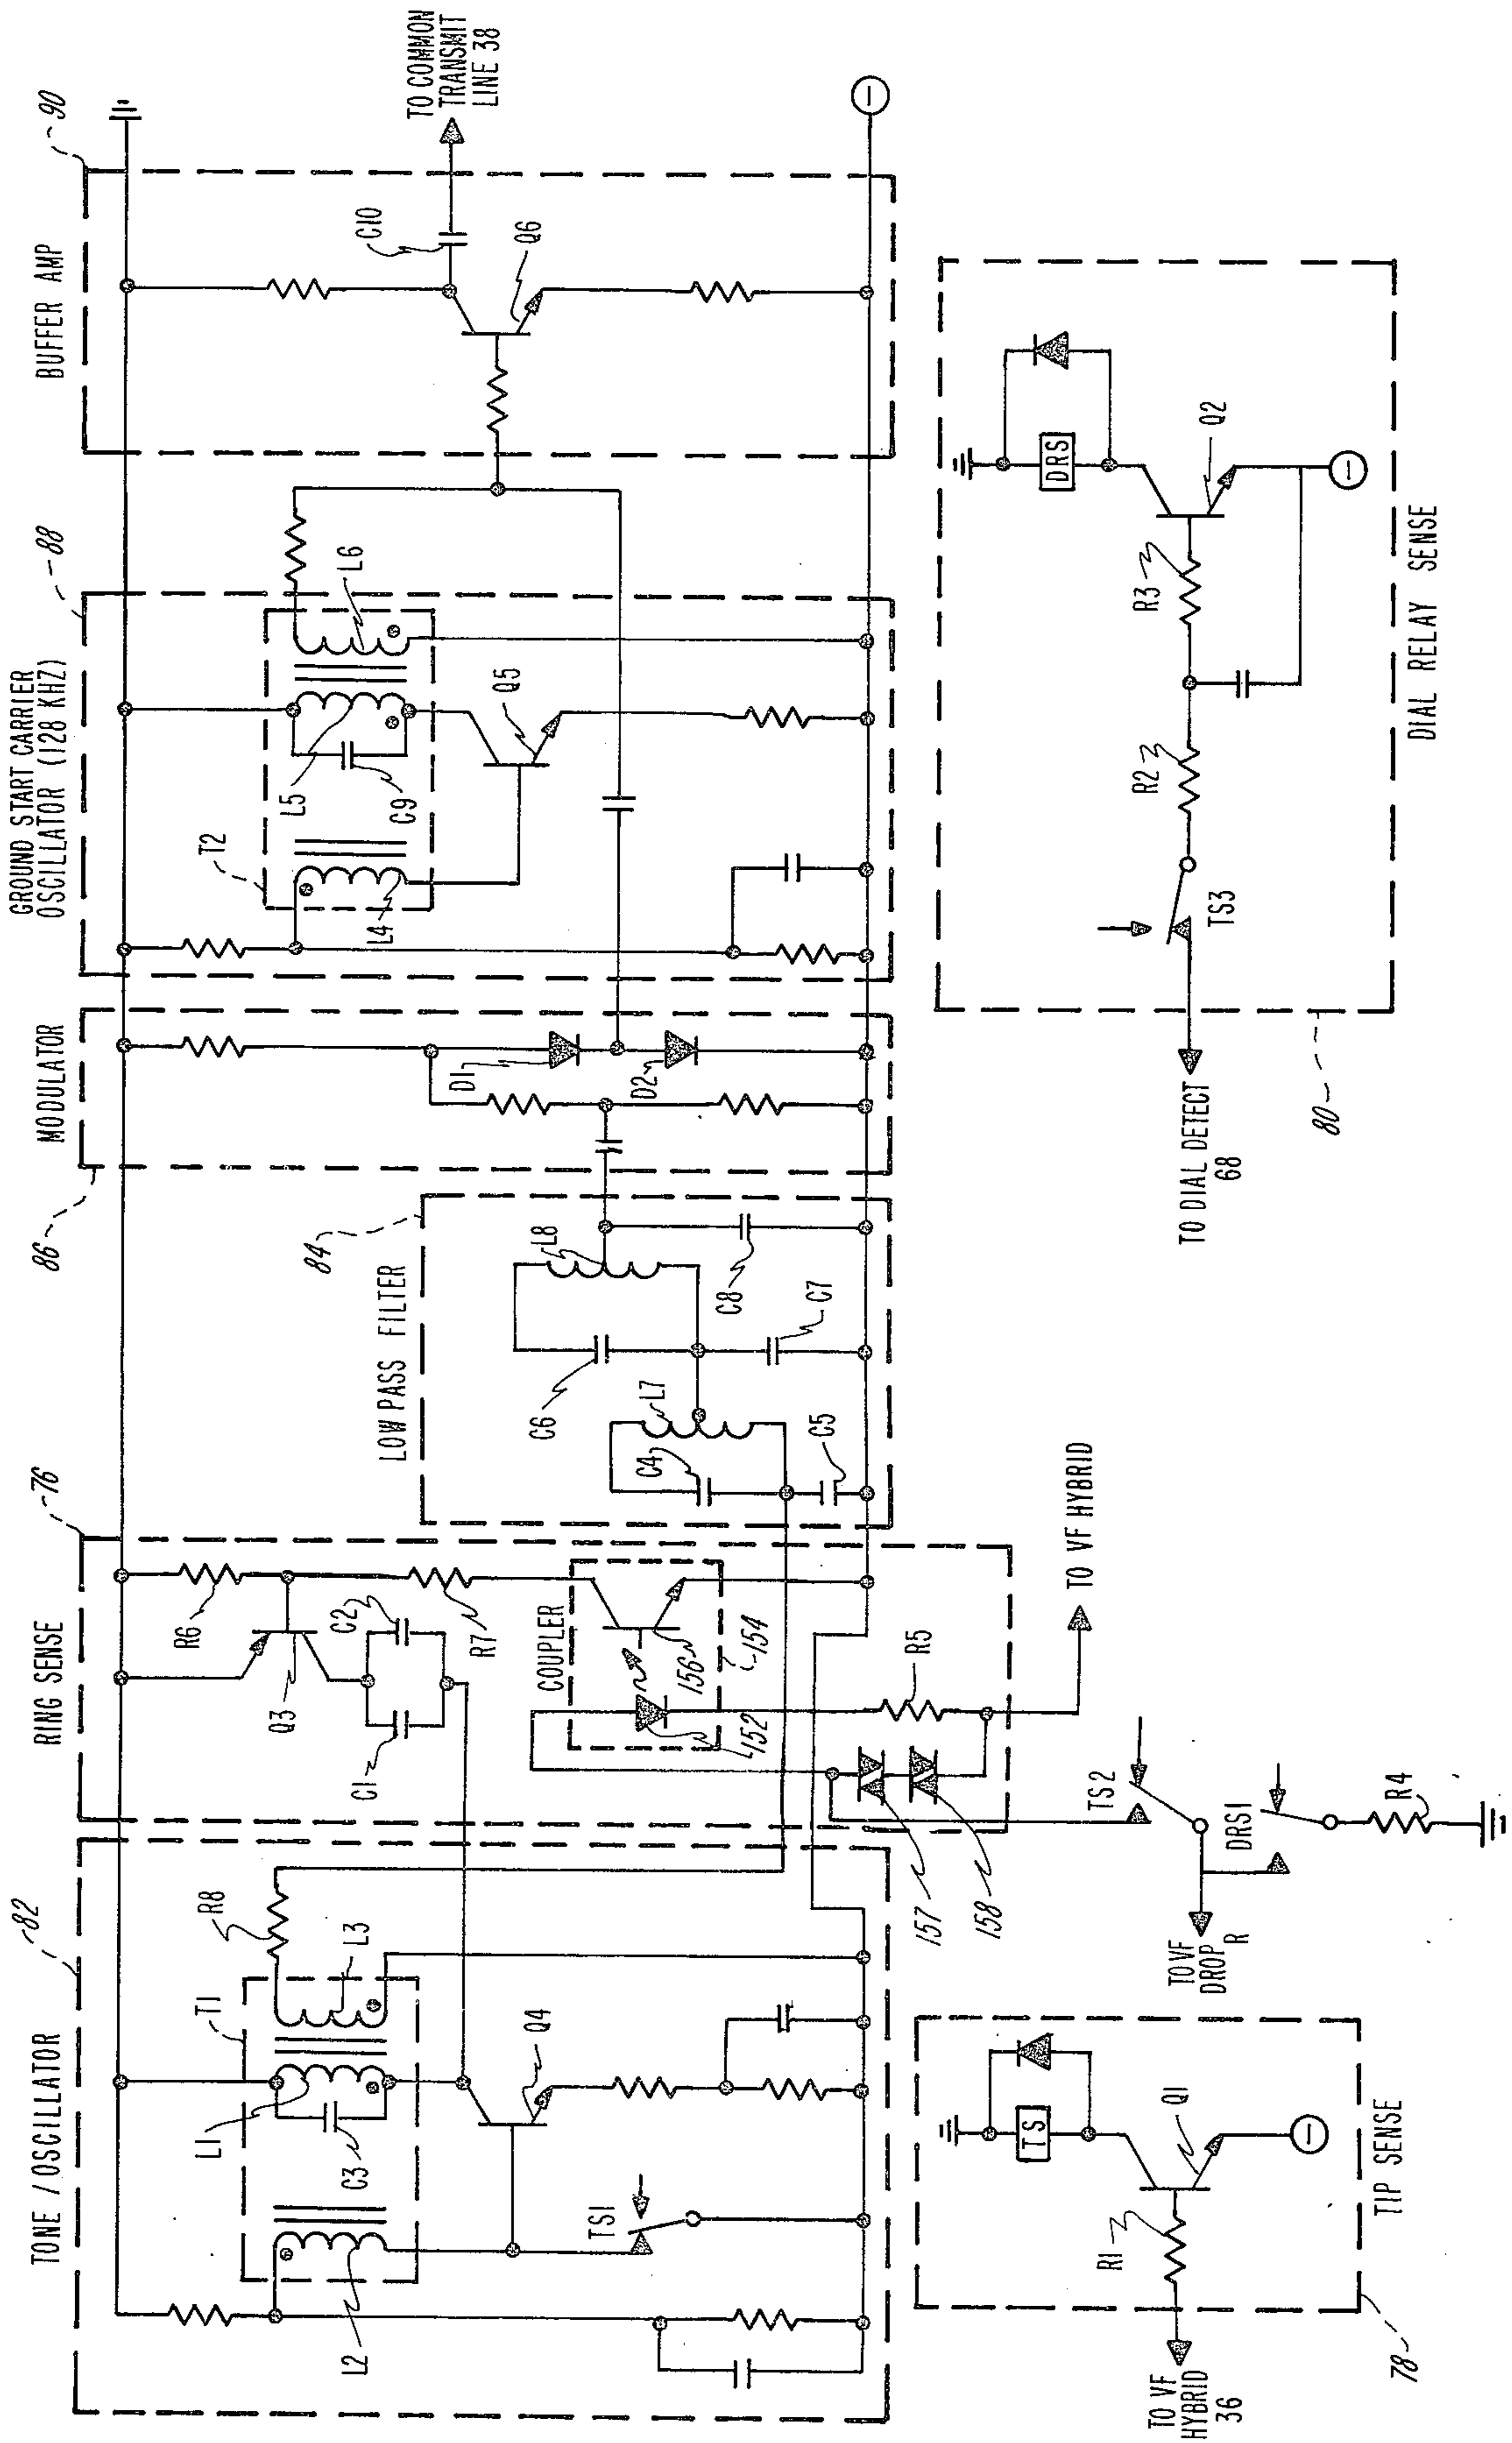 TONE / OSCILLATOR
82
RING SENSE
76
LOW PASS FILTER
84
MODULATOR
86
GROUND START CARRIER
OSCILLATOR (128 KHZ)
88
BUFFER AMP
90
TO COMMON
TRANSMIT
LINE 38
T1
R8
L1
L3
C3
L2
Q4
TS1
R6
Q3
C2
C1
R7
COUPLER
156
154
152
R5
157
158
TO VF HYBRID
L8
C6
C8
C7
L7
C4
C5
D1
D2
T2
L6
L5
C9
L4
Q5
C10
Q6
−
TO VF
HYBRID
36
R1
Q1
TS
−
TIP SENSE
78
TO VF
DROP R
TS2
DRS1
R4
TO DIAL DETECT
68
TS3
R2
R3
Q2
DRS
−
DIAL RELAY SENSE
80